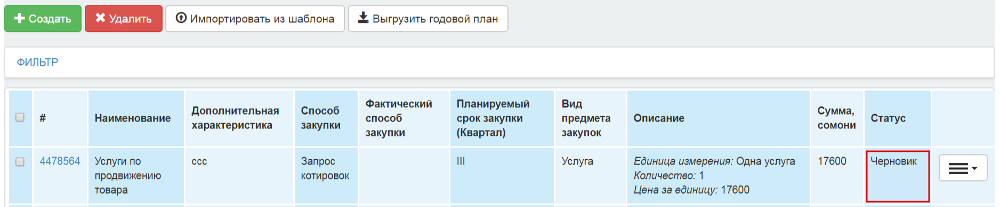 Создать Удалить Импортировать из шаблона Выгрузить годовой план
ФИЛЬТР
#
Наименование
Дополнительная
характеристика
Способ
закупки
Фактический
способ
закупки
Планируемый
срок закупки
(Квартал)
Вид
предмета
закупок
Описание
Сумма,
сомони
Статус
4478564
Услуги по
продвижению
товара
ссс
Запрос
котировок
III
Услуга
Единица измерения: Одна услуга
Количество: 1
Цена за единицу: 17600
17600
Черновик